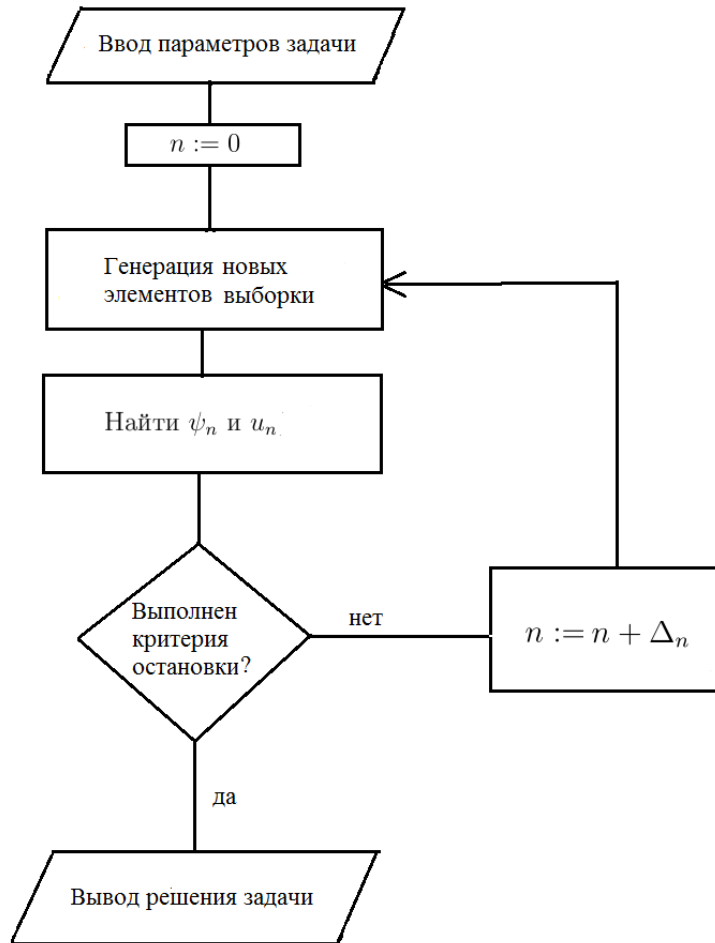 Ввод параметров задачи
n := 0
Генерация новых
элементов выборки
Найти ψ_n и u_n
Выполнен
критерия
остановки?
нет
n := n + Δ_n
да
Вывод решения задачи